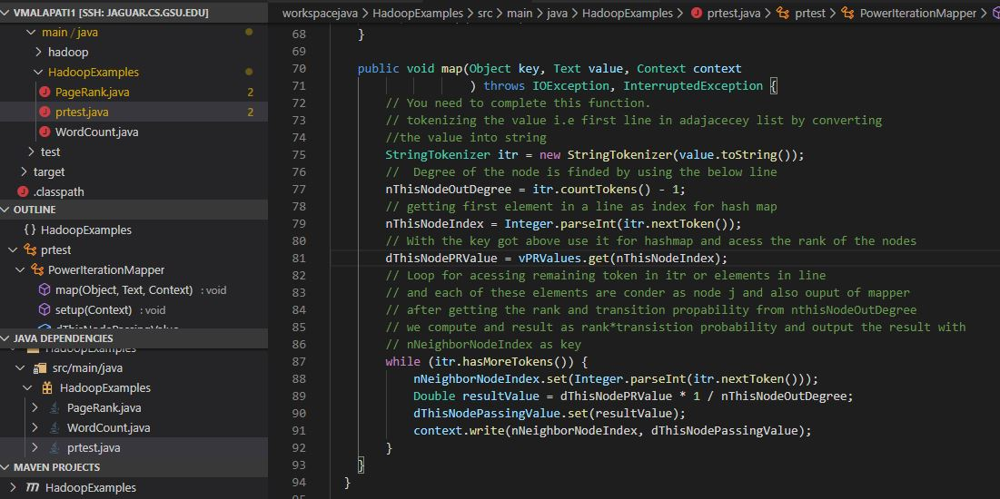 VMALAPATI1 [SSH: JAGUAR.CS.GSU.EDU]
main / java
hadoop
HadoopExamples
PageRank.java 2
prtest.java 2
WordCount.java
test
target
.classpath
OUTLINE
{} HadoopExamples
prtest
PowerIterationMapper
map(Object, Text, Context) : void
setup(Context) : void
JAVA DEPENDENCIES
HadoopExamples
src/main/java
HadoopExamples
PageRank.java
WordCount.java
prtest.java
MAVEN PROJECTS
HadoopExamples
workspacejava > HadoopExamples > src > main > java > HadoopExamples > prtest.java > prtest > PowerIterationMapper >
68 }
69
70 public void map(Object key, Text value, Context context
71 ) throws IOException, InterruptedException {
72 // You need to complete this function.
73 // tokenizing the value i.e first line in adajacecey list by converting
74 //the value into string
75 StringTokenizer itr = new StringTokenizer(value.toString());
76 //  Degree of the node is finded by using the below line
77 nThisNodeOutDegree = itr.countTokens() - 1;
78 // getting first element in a line as index for hash map
79 nThisNodeIndex = Integer.parseInt(itr.nextToken());
80 // With the key got above use it for hashmap and acess the rank of the nodes
81 dThisNodePRValue = vPRValues.get(nThisNodeIndex);
82 // Loop for acessing remaining token in itr or elements in line
83 // and each of these elements are conder as node j and also ouput of mapper
84 // after getting the rank and transition propability from nthisNodeOutDegree
85 // we compute and result as rank*transistion probability and output the result with
86 // nNeighborNodeIndex as key
87 while (itr.hasMoreTokens()) {
88 nNeighborNodeIndex.set(Integer.parseInt(itr.nextToken()));
89 Double resultValue = dThisNodePRValue * 1 / nThisNodeOutDegree;
90 dThisNodePassingValue.set(resultValue);
91 context.write(nNeighborNodeIndex, dThisNodePassingValue);
92 }
93 }
94 }